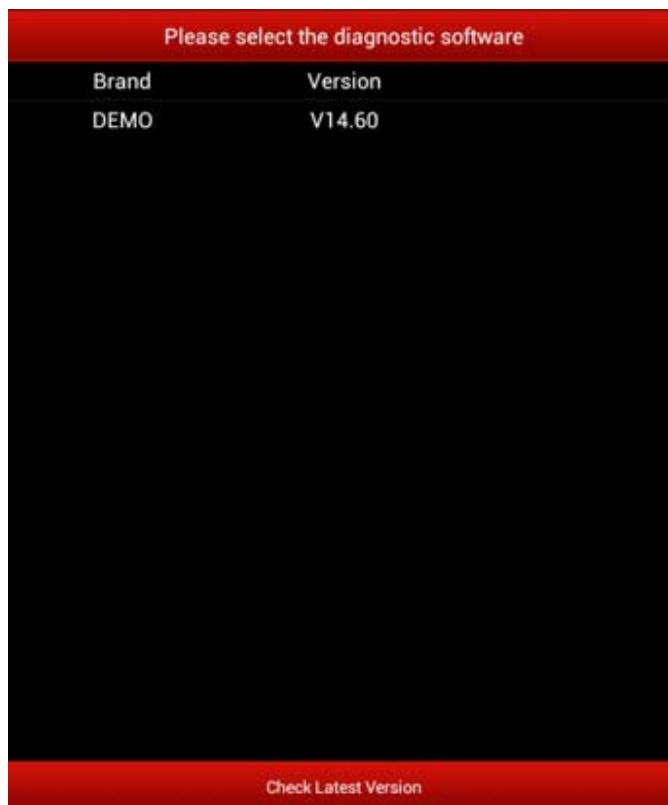 Please select the diagnostic software
Brand Version
DEMO V14.60
Check Latest Version